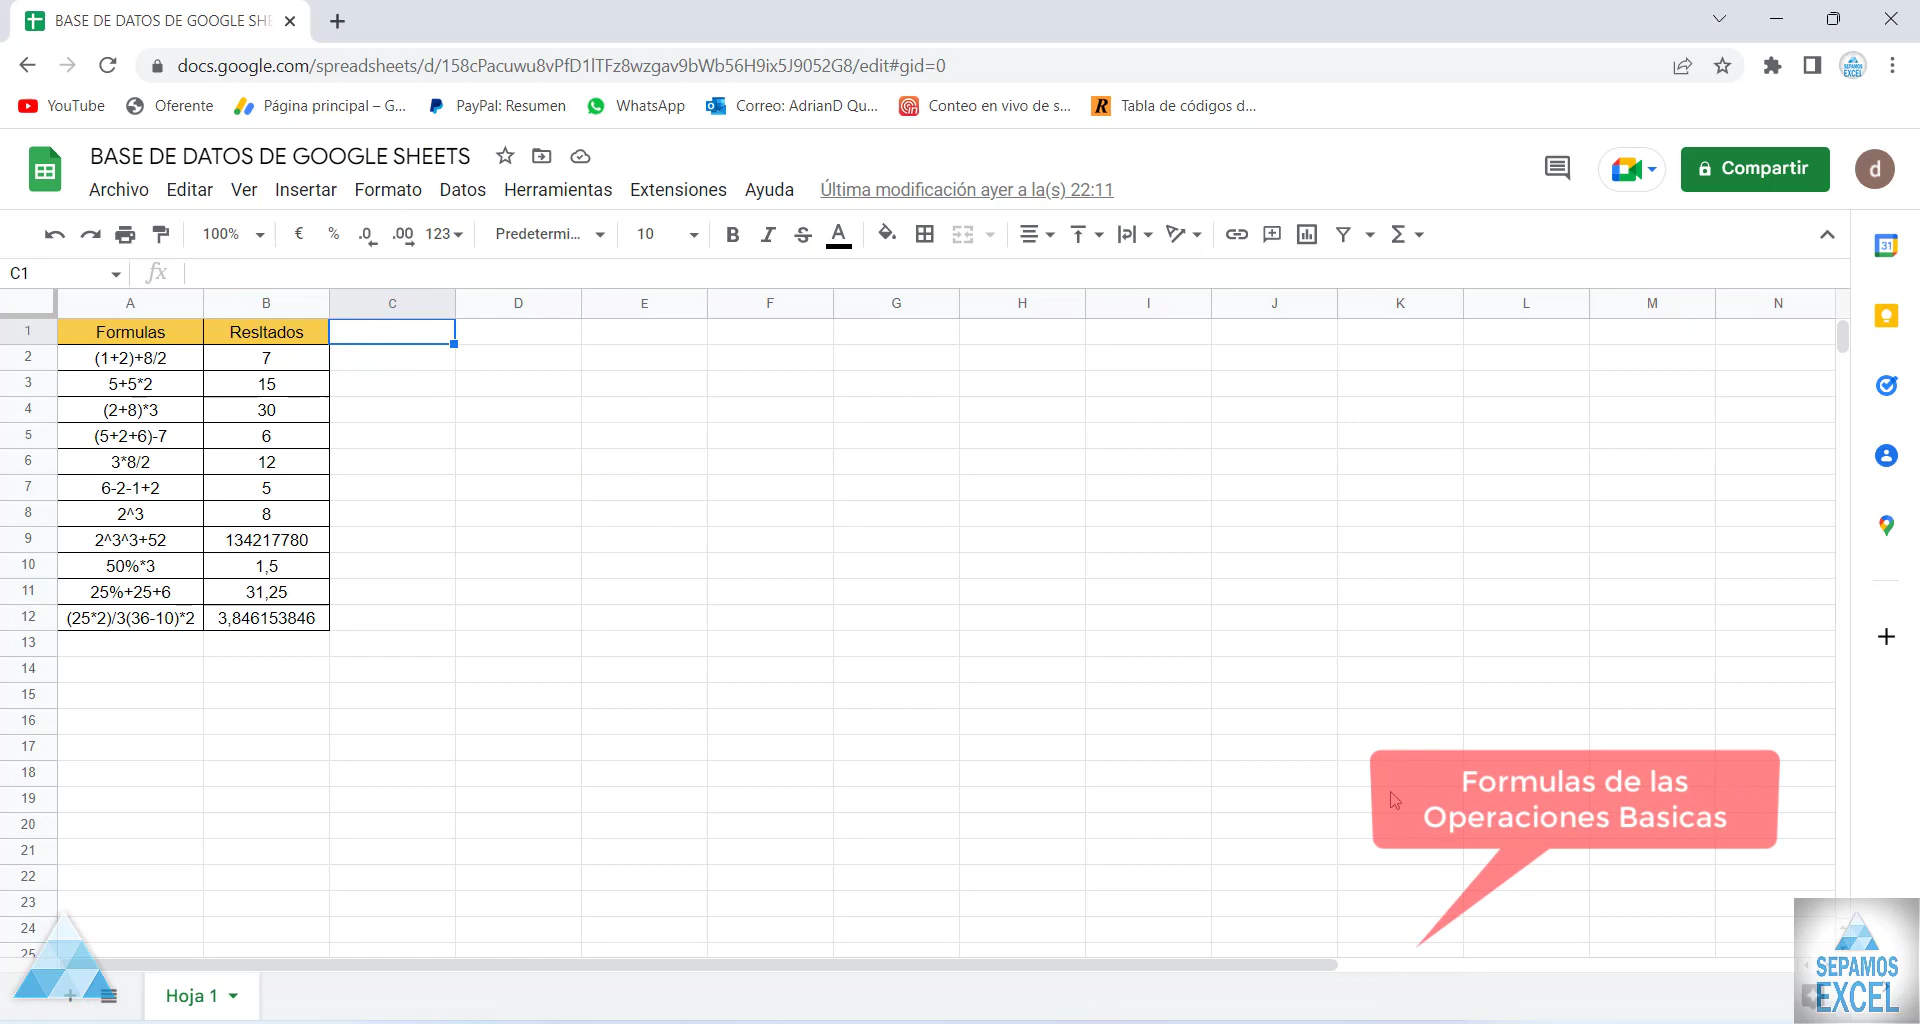 BASE DE DATOS DE GOOGLE SHE
docs.google.com/spreadsheets/d/158cPacuwu8vPfD1lTFz8wzgav9bWb56H9ix5J9052G8/edit#gid=0
YouTube Oferente Página principal – G... PayPal: Resumen WhatsApp Correo: AdrianD Qu... Conteo en vivo de s... Tabla de códigos d...
BASE DE DATOS DE GOOGLE SHEETS
Compartir d
Archivo Editar Ver Insertar Formato Datos Herramientas Extensiones Ayuda Última modificación ayer a la(s) 22:11
100% € % .0 .00 123 Predetermi... 10 B I S A Σ
31
C1 fx
A B C D E F G H I J K L M N
1 Formulas Resltados
2 (1+2)+8/2 7
3 5+5*2 15
4 (2+8)*3 30
5 (5+2+6)-7 6
6 3*8/2 12
7 6-2-1+2 5
8 2^3 8
9 2^3^3+52 134217780
10 50%*3 1,5
11 25%+25+6 31,25
12 (25*2)/3(36-10)*2 3,846153846
13
14
15
16
17
18
19
20
21
22
23
24
25
Formulas de las
Operaciones Basicas
Hoja 1
SEPAMOS
EXCEL